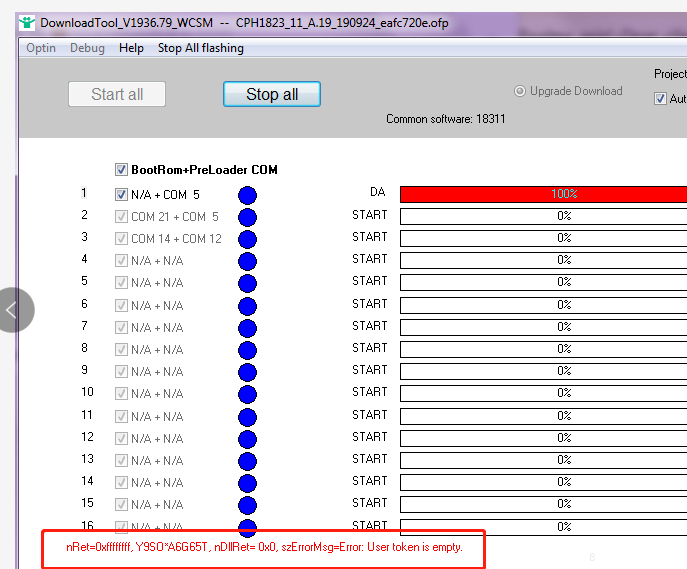 DownloadTool_V1936.79_WCSM -- CPH1823_11_A.19_190924_eafc720e.ofp
Optin Debug Help Stop All flashing
Project
Start all Stop all Upgrade Download Aut
Common software: 18311
BootRom+PreLoader COM
1 N/A + COM 5 DA 100%
2 COM 21 + COM 5 START 0%
3 COM 14 + COM 12 START 0%
4 N/A + N/A START 0%
5 N/A + N/A START 0%
6 N/A + N/A START 0%
7 N/A + N/A START 0%
8 N/A + N/A START 0%
9 N/A + N/A START 0%
10 N/A + N/A START 0%
11 N/A + N/A START 0%
12 N/A + N/A START 0%
13 N/A + N/A START 0%
14 N/A + N/A START 0%
15 N/A + N/A START 0%
16 N/A + N/A START 0%
nRet=0xffffffff, Y9SO*A6G65T, nDllRet= 0x0, szErrorMsg=Error: User token is empty.
6